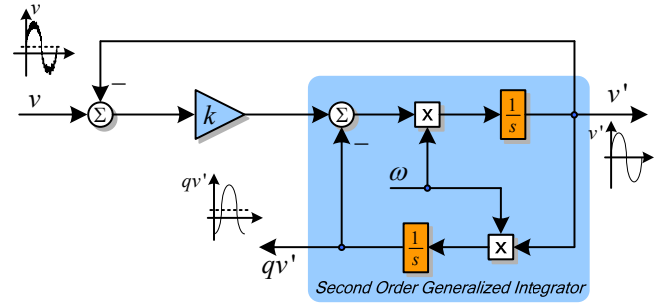 v
v
−
Σ
k
Σ
−
x
1
s
v'
v'
ω
qv'
qv'
1
s
x
Second Order Generalized Integrator